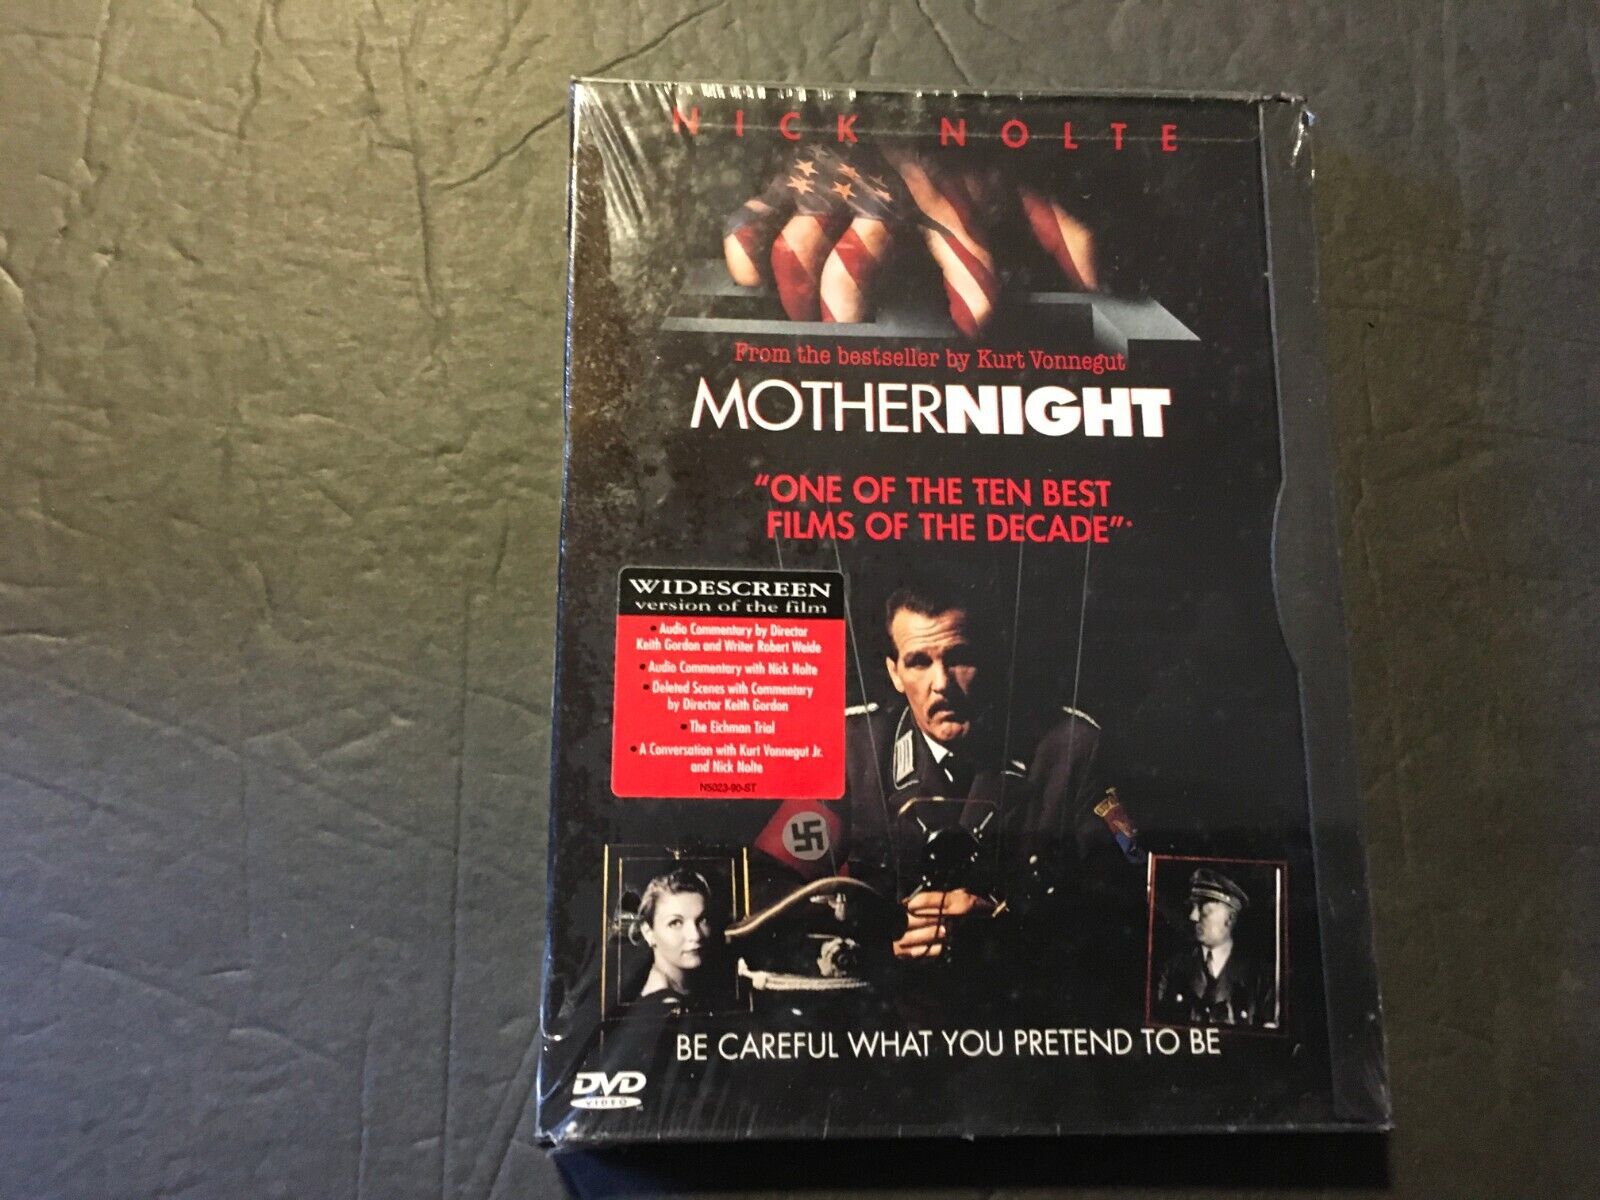 NICK NOLTE
From the bestseller by Kurt Vonnegut
MOTHERNIGHT
"ONE OF THE TEN BEST
FILMS OF THE DECADE"*
WIDESCREEN
version of the film
• Audio Commentary by Director
Keith Gordon and Writer Robert Weide
• Audio Commentary with Nick Nolte
• Deleted Scenes with Commentary
by Director Keith Gordon
• The Eichman Trial
• A Conversation with Kurt Vonnegut Jr.
and Nick Nolte
N5023-90-ST
BE CAREFUL WHAT YOU PRETEND TO BE
DVD
VIDEO